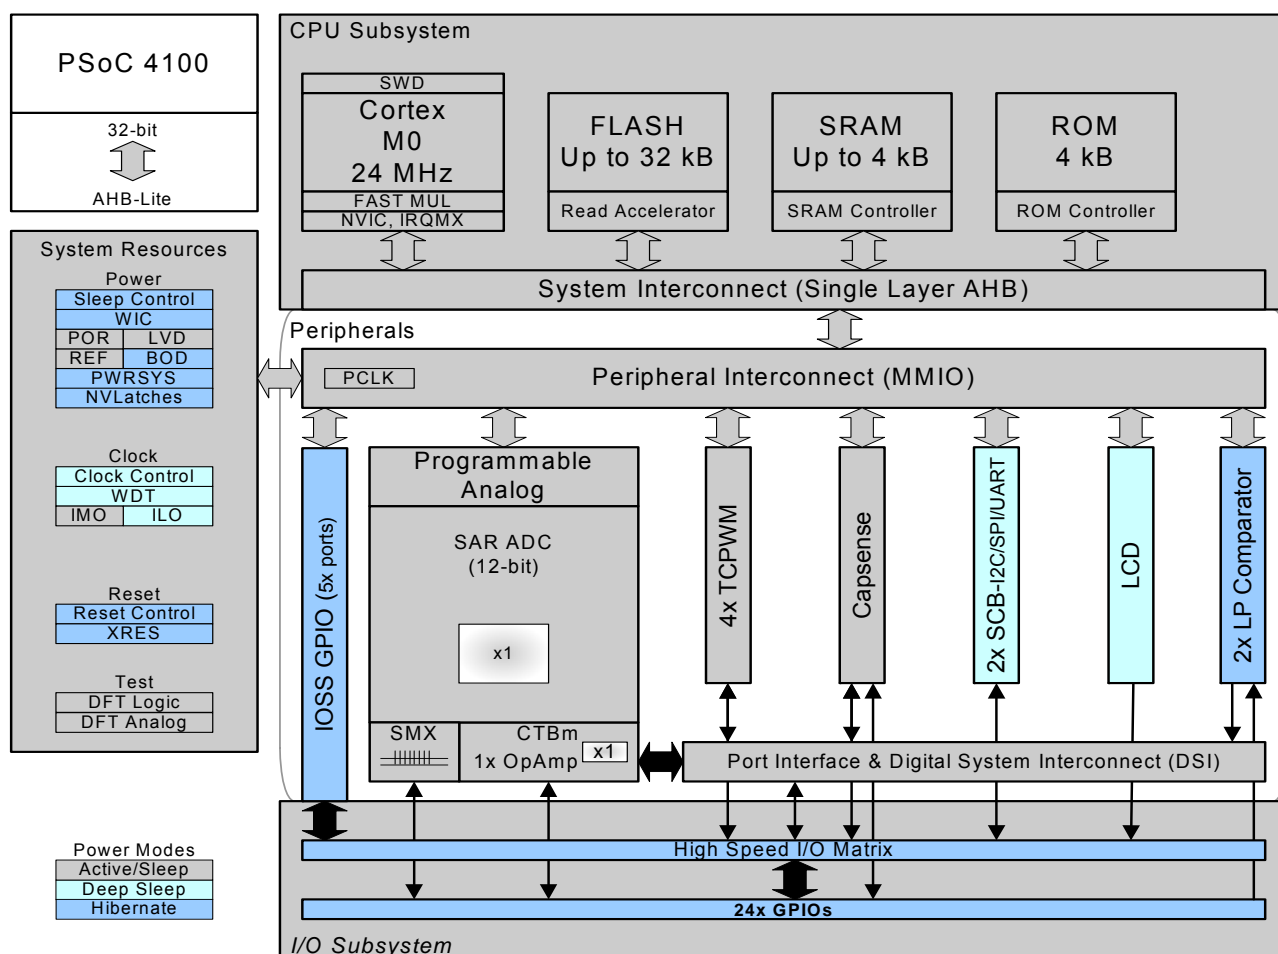 PSoC 4100
32-bit
AHB-Lite
CPU Subsystem
SWD
Cortex
M0
24 MHz
FAST MUL
NVIC, IRQMX
FLASH
Up to 32 kB
Read Accelerator
SRAM
Up to 4 kB
SRAM Controller
ROM
4 kB
ROM Controller
System Interconnect (Single Layer AHB)
System Resources
Power
Sleep Control
WIC
POR
LVD
REF
BOD
PWRSYS
NVLatches
Clock
Clock Control
WDT
IMO
ILO
Reset
Reset Control
XRES
Test
DFT Logic
DFT Analog
Peripherals
PCLK
Peripheral Interconnect (MMIO)
IOSS GPIO (5x ports)
Programmable
Analog
SAR ADC
(12-bit)
x1
SMX
CTBm
1x OpAmp
x1
4x TCPWM
Capsense
2x SCB-I2C/SPI/UART
LCD
2x LP Comparator
Port Interface & Digital System Interconnect (DSI)
Power Modes
Active/Sleep
Deep Sleep
Hibernate
High Speed I/O Matrix
24x GPIOs
I/O Subsystem